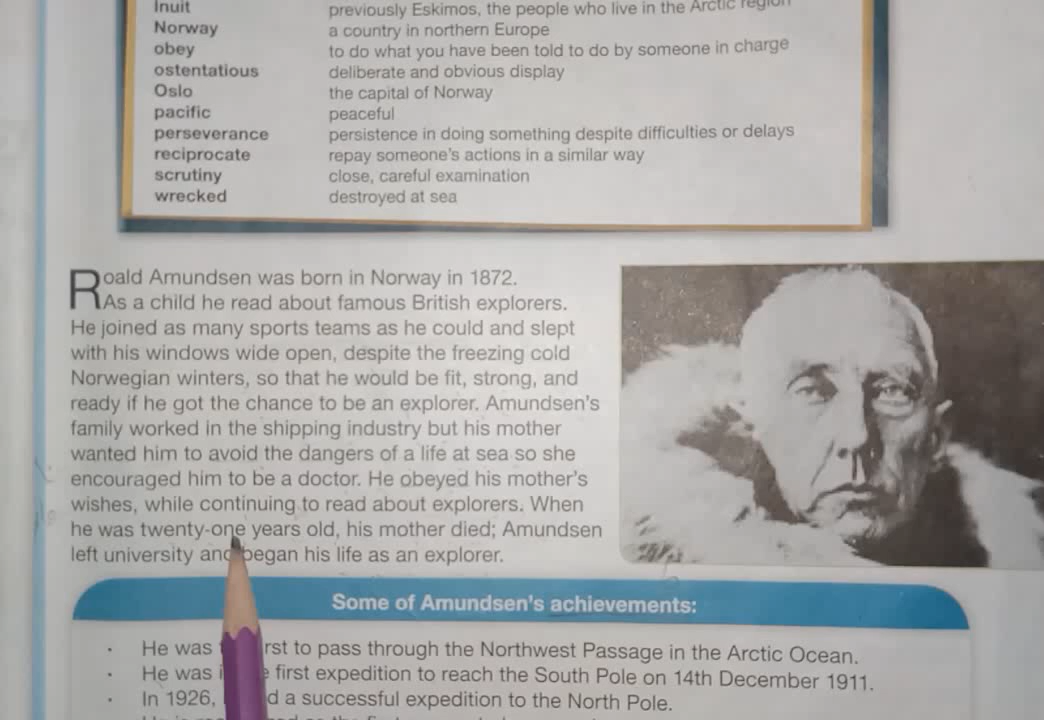 Inuit previously Eskimos, the people who live in the Arctic region
Norway a country in northern Europe
obey to do what you have been told to do by someone in charge
ostentatious deliberate and obvious display
Oslo the capital of Norway
pacific peaceful
perseverance persistence in doing something despite difficulties or delays
reciprocate repay someone's actions in a similar way
scrutiny close, careful examination
wrecked destroyed at sea
Roald Amundsen was born in Norway in 1872.
As a child he read about famous British explorers.
He joined as many sports teams as he could and slept
with his windows wide open, despite the freezing cold
Norwegian winters, so that he would be fit, strong, and
ready if he got the chance to be an explorer. Amundsen's
family worked in the shipping industry but his mother
wanted him to avoid the dangers of a life at sea so she
encouraged him to be a doctor. He obeyed his mother's
wishes, while continuing to read about explorers. When
he was twenty-one years old, his mother died; Amundsen
left university and began his life as an explorer.
Some of Amundsen's achievements:
· He was rst to pass through the Northwest Passage in the Arctic Ocean.
· He was first expedition to reach the South Pole on 14th December 1911.
· In 1926, a successful expedition to the North Pole.